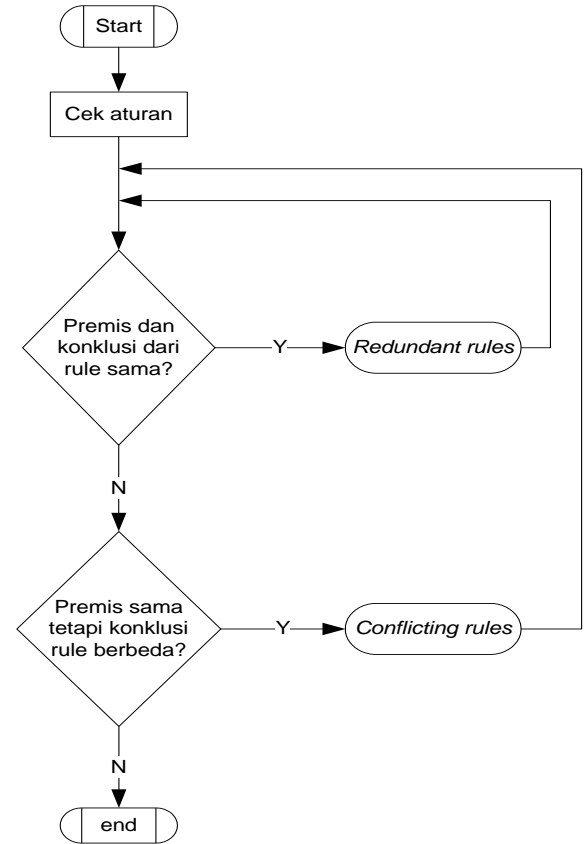 Start
Cek aturan
Premis dan
konklusi dari
rule sama?
Y
Redundant rules
N
Premis sama
tetapi konklusi
rule berbeda?
Y
Conflicting rules
N
end